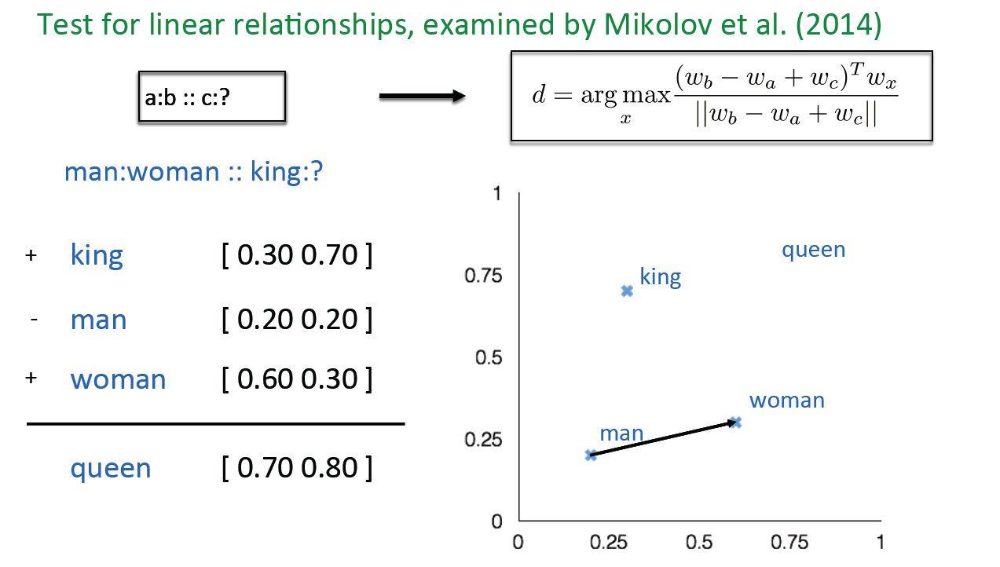 Test for linear relationships, examined by Mikolov et al. (2014)
a:b :: c:?
d = arg max_x \frac{(w_b − w_a + w_c)^T w_x}{||w_b − w_a + w_c||}
man:woman :: king:?
+ king [ 0.30 0.70 ]
- man [ 0.20 0.20 ]
+ woman [ 0.60 0.30 ]
queen [ 0.70 0.80 ]
1
queen
0.75
king
0.5
woman
0.25
man
0
0 0.25 0.5 0.75 1